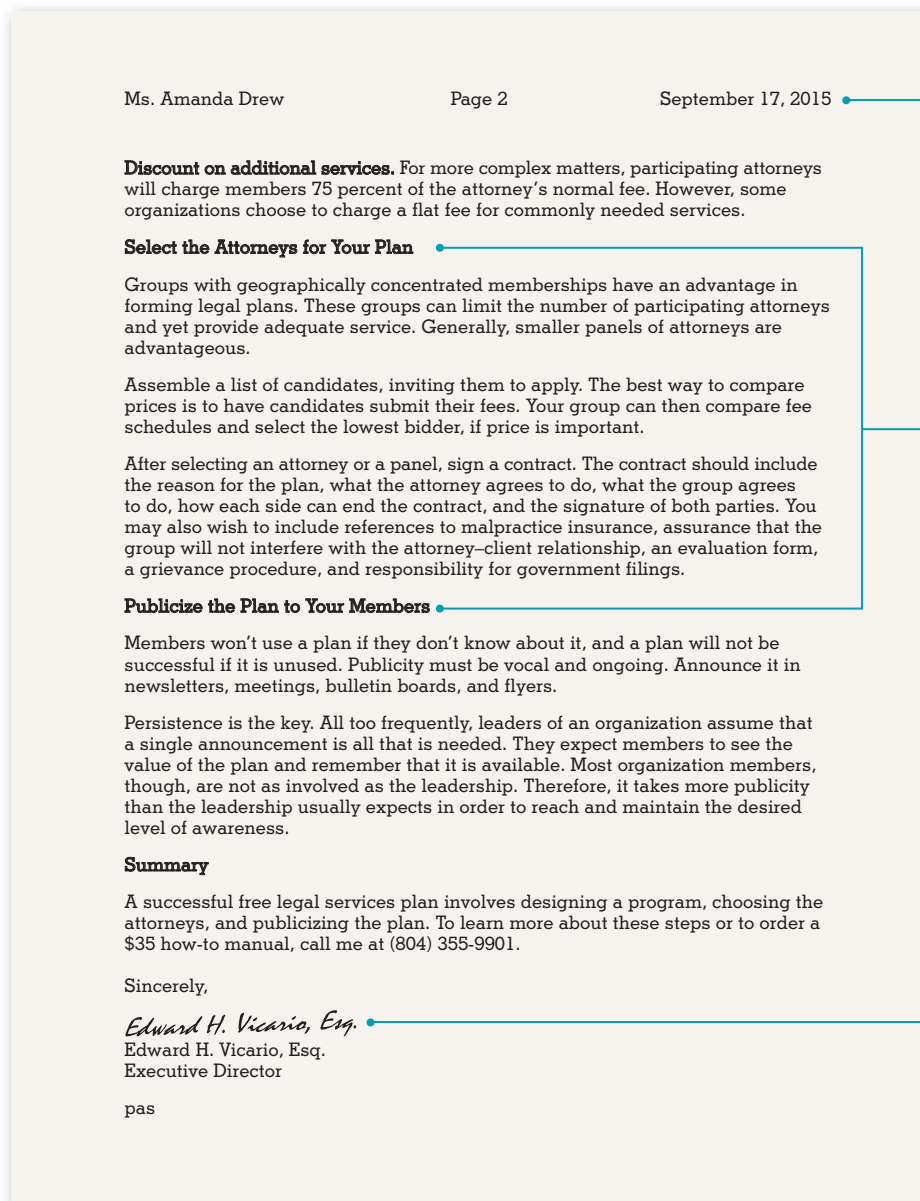 Ms. Amanda Drew Page 2 September 17, 2015
Discount on additional services. For more complex matters, participating attorneys
will charge members 75 percent of the attorney’s normal fee. However, some
organizations choose to charge a flat fee for commonly needed services.
Select the Attorneys for Your Plan
Groups with geographically concentrated memberships have an advantage in
forming legal plans. These groups can limit the number of participating attorneys
and yet provide adequate service. Generally, smaller panels of attorneys are
advantageous.
Assemble a list of candidates, inviting them to apply. The best way to compare
prices is to have candidates submit their fees. Your group can then compare fee
schedules and select the lowest bidder, if price is important.
After selecting an attorney or a panel, sign a contract. The contract should include
the reason for the plan, what the attorney agrees to do, what the group agrees
to do, how each side can end the contract, and the signature of both parties. You
may also wish to include references to malpractice insurance, assurance that the
group will not interfere with the attorney–client relationship, an evaluation form,
a grievance procedure, and responsibility for government filings.
Publicize the Plan to Your Members
Members won’t use a plan if they don’t know about it, and a plan will not be
successful if it is unused. Publicity must be vocal and ongoing. Announce it in
newsletters, meetings, bulletin boards, and flyers.
Persistence is the key. All too frequently, leaders of an organization assume that
a single announcement is all that is needed. They expect members to see the
value of the plan and remember that it is available. Most organization members,
though, are not as involved as the leadership. Therefore, it takes more publicity
than the leadership usually expects in order to reach and maintain the desired
level of awareness.
Summary
A successful free legal services plan involves designing a program, choosing the
attorneys, and publicizing the plan. To learn more about these steps or to order a
$35 how-to manual, call me at (804) 355-9901.
Sincerely,
Edward H. Vicario, Esq.
Edward H. Vicario, Esq.
Executive Director
pas